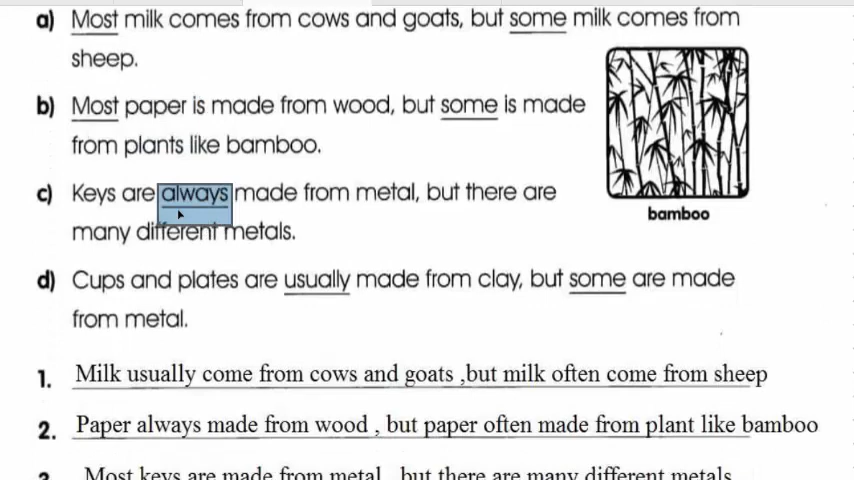 a) Most milk comes from cows and goats, but some milk comes from
sheep.
b) Most paper is made from wood, but some is made
from plants like bamboo.
bamboo
c) Keys are always made from metal, but there are
many different metals.
d) Cups and plates are usually made from clay, but some are made
from metal.
1. Milk usually come from cows and goats ,but milk often come from sheep
2. Paper always made from wood , but paper often made from plant like bamboo
3. Most keys are made from metal , but there are many different metals